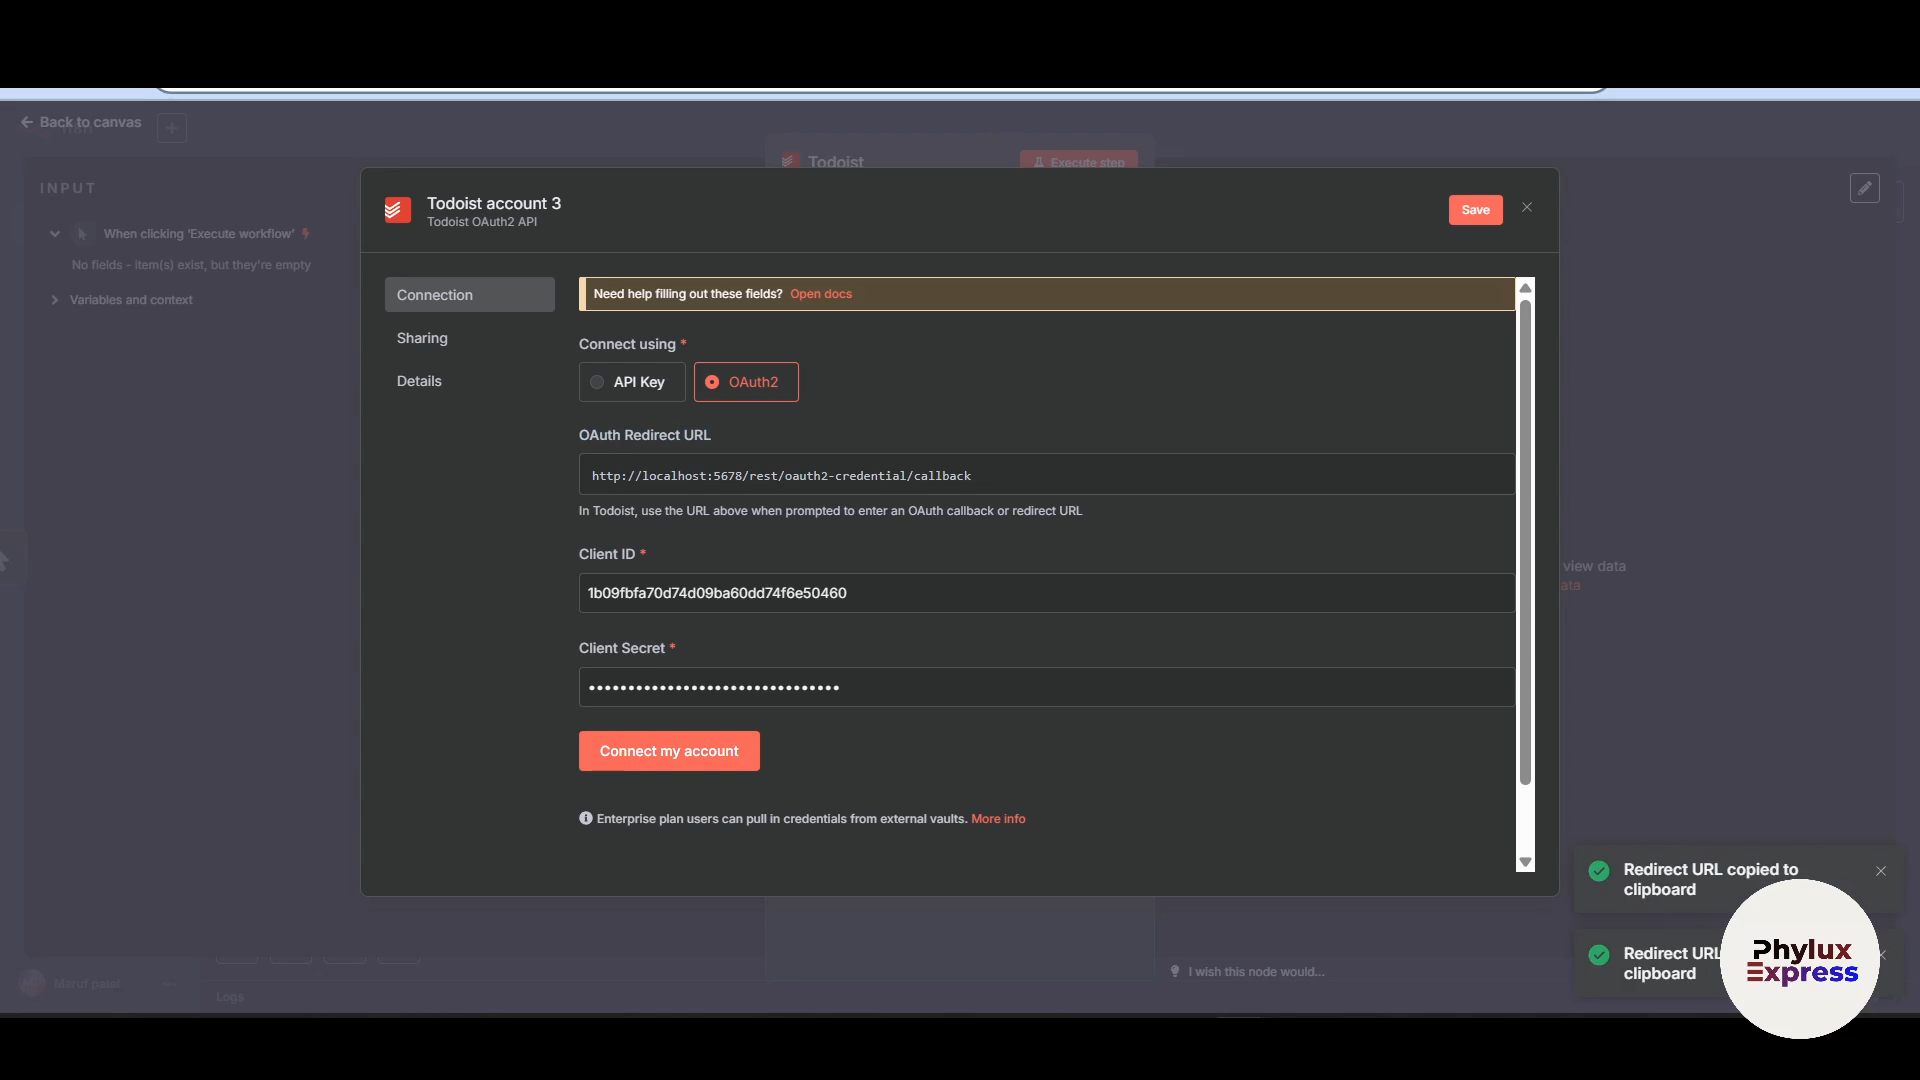 Back to canvas
Todoist
Execute step
INPUT
When clicking 'Execute workflow'
No fields - item(s) exist, but they're empty
Variables and context
Todoist account 3
Todoist OAuth2 API
Save
Connection
Sharing
Details
Need help filling out these fields? Open docs
Connect using *
API Key
OAuth2
OAuth Redirect URL
http://localhost:5678/rest/oauth2-credential/callback
In Todoist, use the URL above when prompted to enter an OAuth callback or redirect URL
Client ID *
1b09fbfa70d74d09ba60dd74f6e50460
Client Secret *
Connect my account
Enterprise plan users can pull in credentials from external vaults. More info
view data
ata
Redirect URL copied to
clipboard
Redirect URL
clipboard
Phylux
Express
I wish this node would...
Maruf patel
Logs